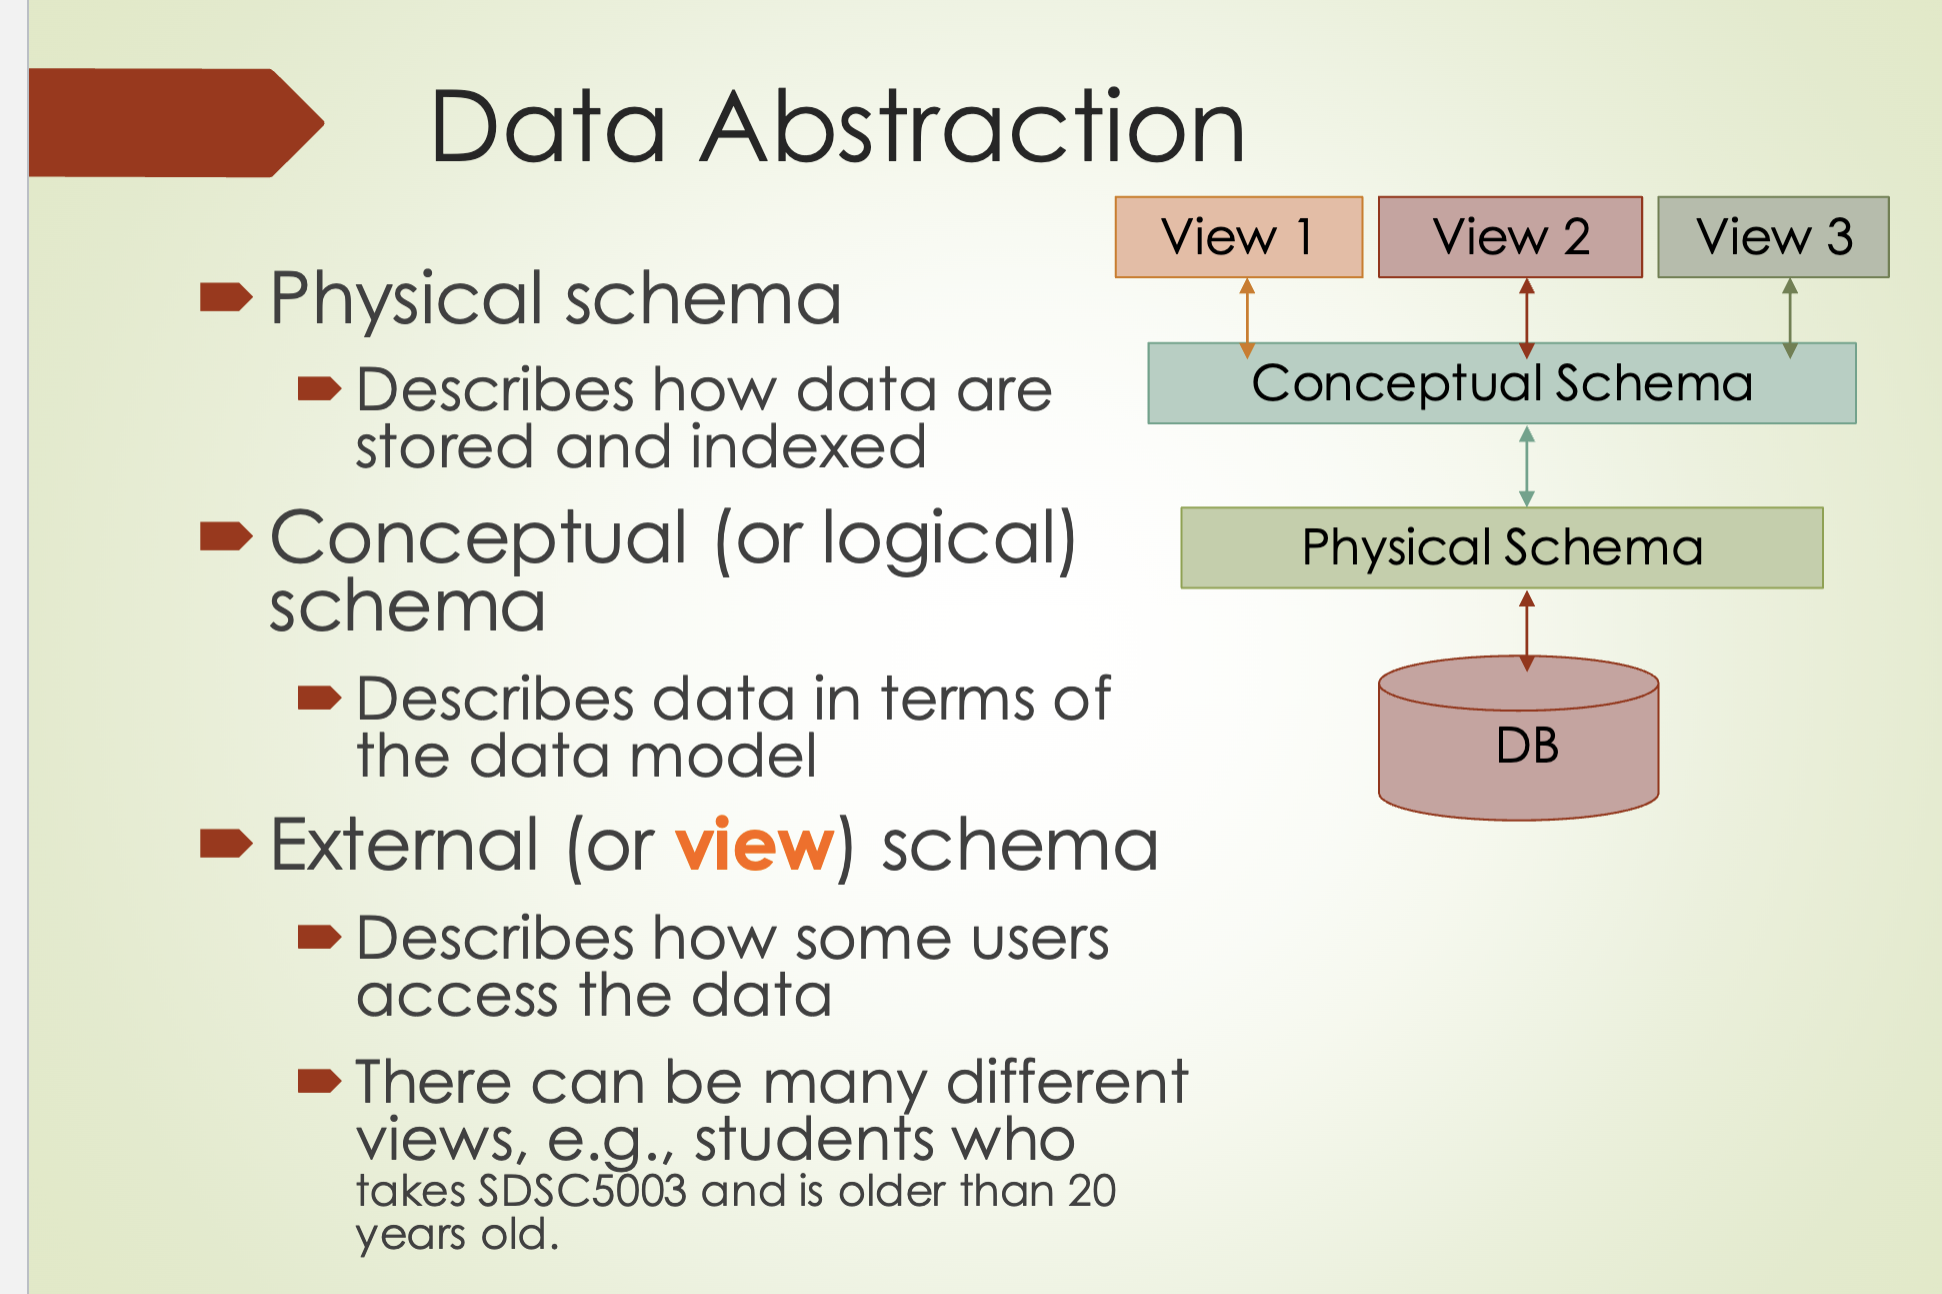 Data Abstraction
Physical schema
Describes how data are
stored and indexed
Conceptual (or logical)
schema
Describes data in terms of
the data model
External (or view) schema
Describes how some users
access the data
There can be many different
views, e.g., students who
takes SDSC5003 and is older than 20
years old.
View 1
View 2
View 3
Conceptual Schema
Physical Schema
DB